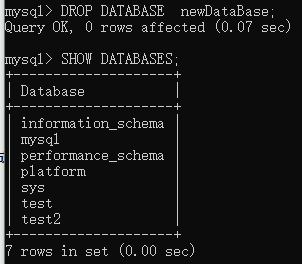 mysql> DROP DATABASE  newDataBase;
Query OK, 0 rows affected (0.07 sec)
mysql> SHOW DATABASES;
+--------------------+
| Database           |
+--------------------+
| information_schema |
| mysql              |
| performance_schema |
| platform           |
| sys                |
| test               |
| test2              |
+--------------------+
7 rows in set (0.00 sec)